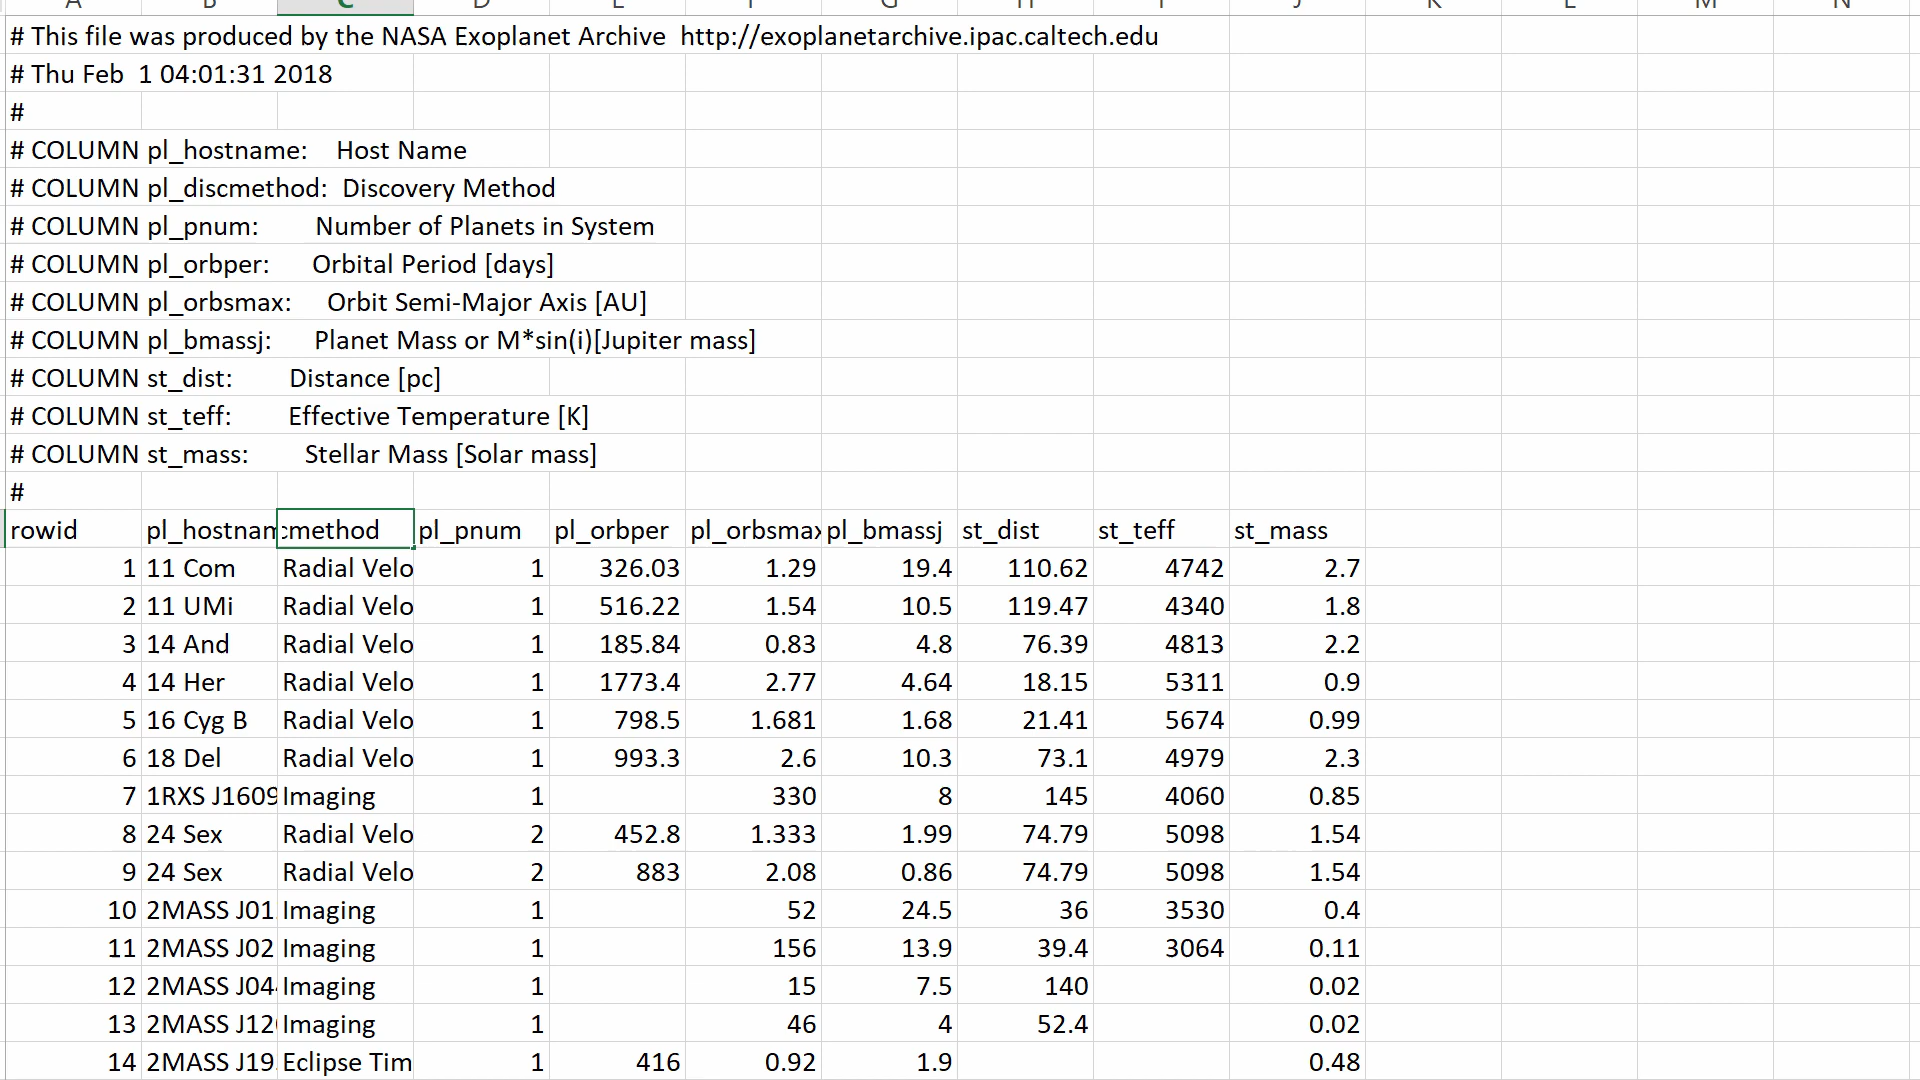 A B C D E F G H I J K L M N
# This file was produced by the NASA Exoplanet Archive  http://exoplanetarchive.ipac.caltech.edu
# Thu Feb  1 04:01:31 2018
#
# COLUMN pl_hostname:    Host Name
# COLUMN pl_discmethod:  Discovery Method
# COLUMN pl_pnum:        Number of Planets in System
# COLUMN pl_orbper:      Orbital Period [days]
# COLUMN pl_orbsmax:     Orbit Semi-Major Axis [AU]
# COLUMN pl_bmassj:      Planet Mass or M*sin(i)[Jupiter mass]
# COLUMN st_dist:        Distance [pc]
# COLUMN st_teff:        Effective Temperature [K]
# COLUMN st_mass:        Stellar Mass [Solar mass]
#
rowid pl_hostnam cmethod pl_pnum pl_orbper pl_orbsmax pl_bmassj st_dist st_teff st_mass
1 11 Com Radial Velo 1 326.03 1.29 19.4 110.62 4742 2.7
2 11 UMi Radial Velo 1 516.22 1.54 10.5 119.47 4340 1.8
3 14 And Radial Velo 1 185.84 0.83 4.8 76.39 4813 2.2
4 14 Her Radial Velo 1 1773.4 2.77 4.64 18.15 5311 0.9
5 16 Cyg B Radial Velo 1 798.5 1.681 1.68 21.41 5674 0.99
6 18 Del Radial Velo 1 993.3 2.6 10.3 73.1 4979 2.3
7 1RXS J1609 Imaging 1 330 8 145 4060 0.85
8 24 Sex Radial Velo 2 452.8 1.333 1.99 74.79 5098 1.54
9 24 Sex Radial Velo 2 883 2.08 0.86 74.79 5098 1.54
10 2MASS J01 Imaging 1 52 24.5 36 3530 0.4
11 2MASS J02 Imaging 1 156 13.9 39.4 3064 0.11
12 2MASS J04 Imaging 1 15 7.5 140 0.02
13 2MASS J12 Imaging 1 46 4 52.4 0.02
14 2MASS J19 Eclipse Tim 1 416 0.92 1.9 0.48